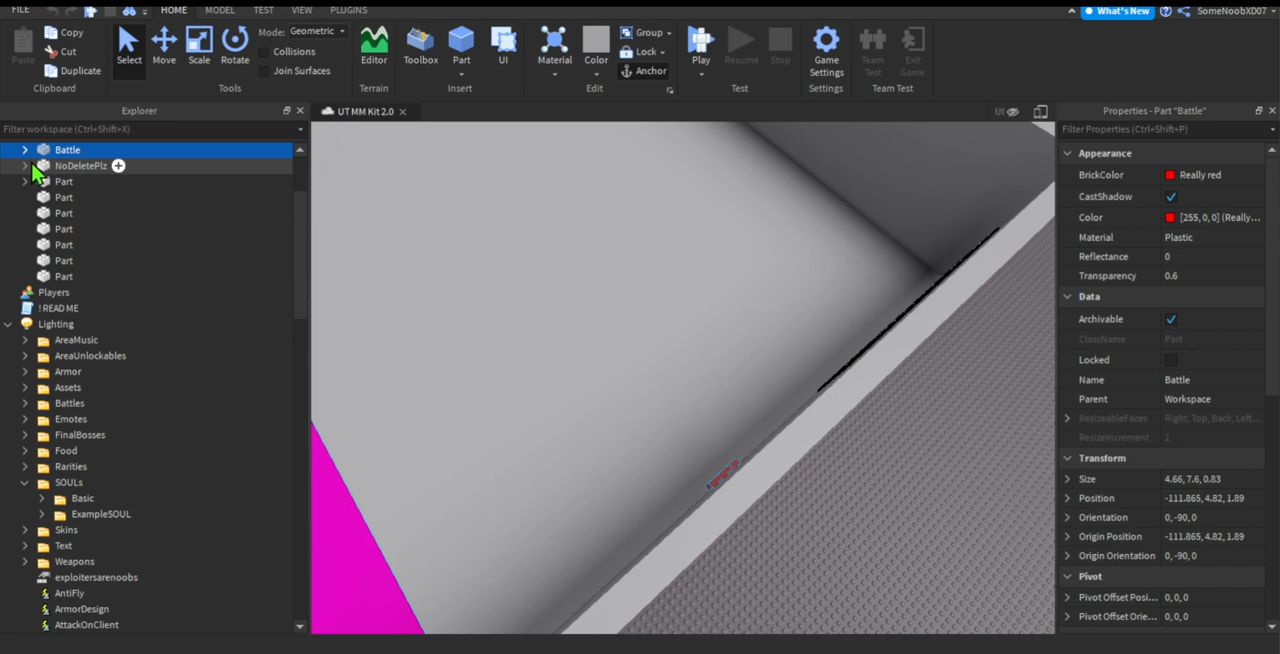 FILE HOME MODEL TEST VIEW PLUGINS What's New SomeNoobXD07
Paste Copy Cut Duplicate Clipboard
Select Move Scale Rotate Mode: Geometric Collisions Join Surfaces Tools
Editor Terrain
Toolbox Part UI Insert
Material Color Group Lock Anchor Edit
Play Resume Stop Test
Game Settings Settings
Team Test Exit Game Team Test
Explorer
Filter workspace (Ctrl+Shift+X)
Battle
NoDeletePlz
Part
Part
Part
Part
Part
Part
Part
Players
! READ ME
Lighting
AreaMusic
AreaUnlockables
Armor
Assets
Battles
Emotes
FinalBosses
Food
Rarities
SOULs
Basic
ExampleSOUL
Skins
Text
Weapons
exploitersarenoobs
AntiFly
ArmorDesign
AttackOnClient
UTMM Kit 2.0
UI
Properties - Part "Battle"
Filter Properties (Ctrl+Shift+P)
Appearance
BrickColor Really red
CastShadow
Color [255, 0, 0] (Really...
Material Plastic
Reflectance 0
Transparency 0.6
Data
Archivable
ClassName Part
Locked
Name Battle
Parent Workspace
ResizeableFaces Right, Top, Back, Left...
ResizeIncrement 1
Transform
Size 4.66, 7.6, 0.83
Position -111.865, 4.82, 1.89
Orientation 0, -90, 0
Origin Position -111.865, 4.82, 1.89
Origin Orientation 0, -90, 0
Pivot
Pivot Offset Posi... 0, 0, 0
Pivot Offset Orie... 0, 0, 0